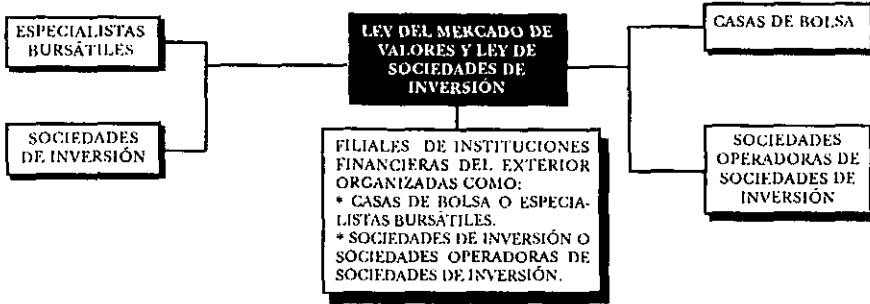 ESPECIALISTAS
BURSÁTILES
SOCIEDADES
DE INVERSIÓN
LEY DEL MERCADO DE
VALORES Y LEY DE
SOCIEDADES DE
INVERSIÓN
FILIALES DE INSTITUCIONES
FINANCIERAS DEL EXTERIOR
ORGANIZADAS COMO:
* CASAS DE BOLSA O ESPECIA-
LISTAS BURSÁTILES.
* SOCIEDADES DE INVERSIÓN O
SOCIEDADES OPERADORAS DE
SOCIEDADES DE INVERSIÓN.
CASAS DE BOLSA
SOCIEDADES
OPERADORAS DE
SOCIEDADES DE
INVERSIÓN